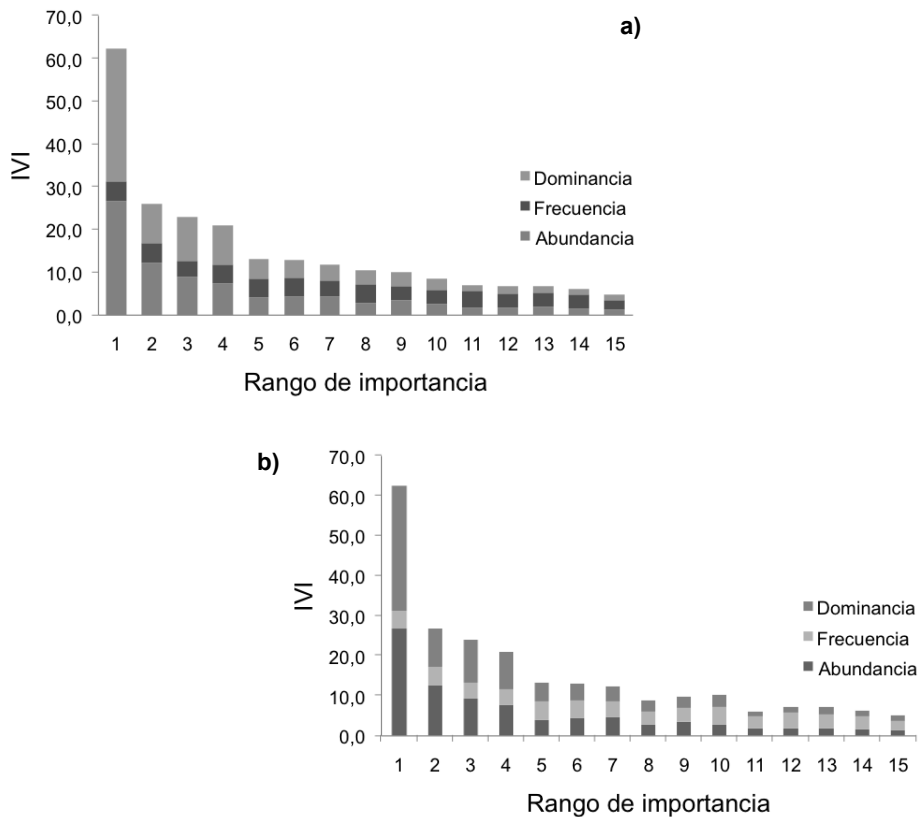 a)
70,0
60,0
50,0
40,0
30,0
20,0
10,0
0,0
IVI
Dominancia
Frecuencia
Abundancia
1 2 3 4 5 6 7 8 9 10 11 12 13 14 15
Rango de importancia
b)
70,0
60,0
50,0
40,0
30,0
20,0
10,0
0,0
IVI
Dominancia
Frecuencia
Abundancia
1 2 3 4 5 6 7 8 9 10 11 12 13 14 15
Rango de importancia